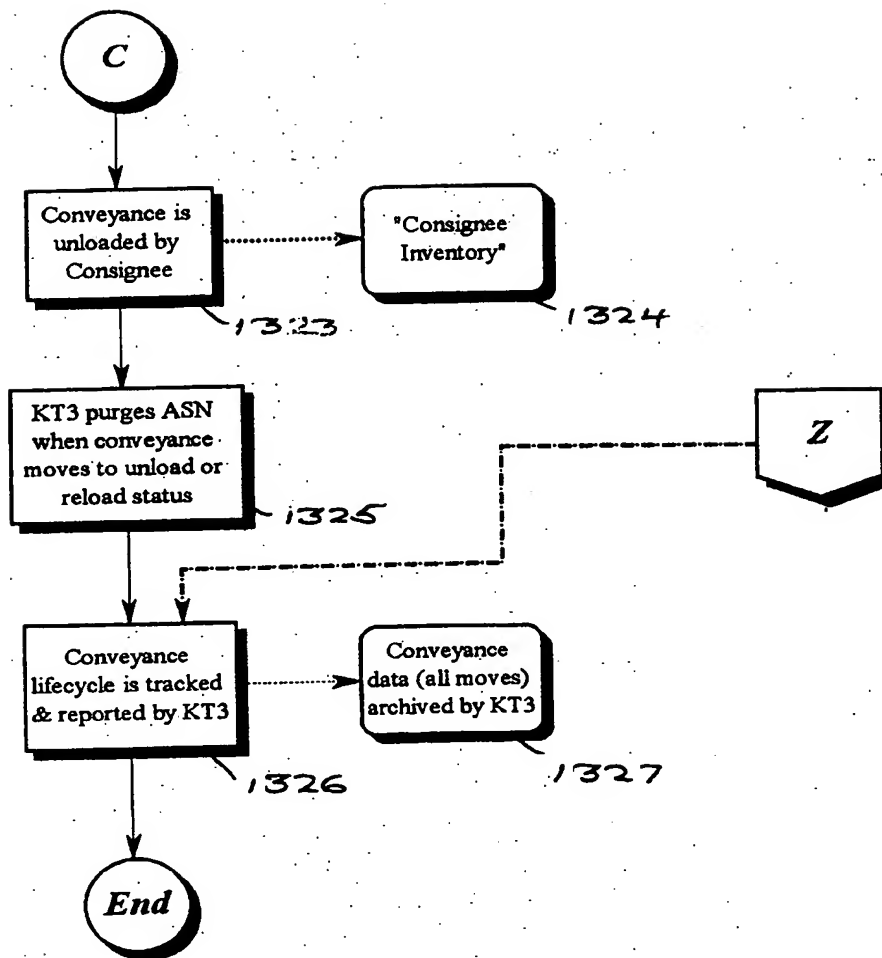 C
Conveyance is
unloaded by
Consignee
1323
"Consignee
Inventory"
1324
KT3 purges ASN
when conveyance
moves to unload or
reload status
1325
Z
Conveyance
lifecycle is tracked
& reported by KT3
1326
Conveyance
data (all moves)
archived by KT3
1327
End